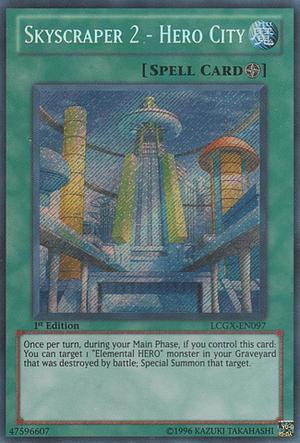 Skyscraper 2 - Hero City
魔
[Spell Card]
1st Edition
LCGX-EN097
Once per turn, during your Main Phase, if you control this card:
You can target 1 "Elemental HERO" monster in your Graveyard
that was destroyed by battle; Special Summon that target.
47596607
©1996 KAZUKI TAKAHASHI